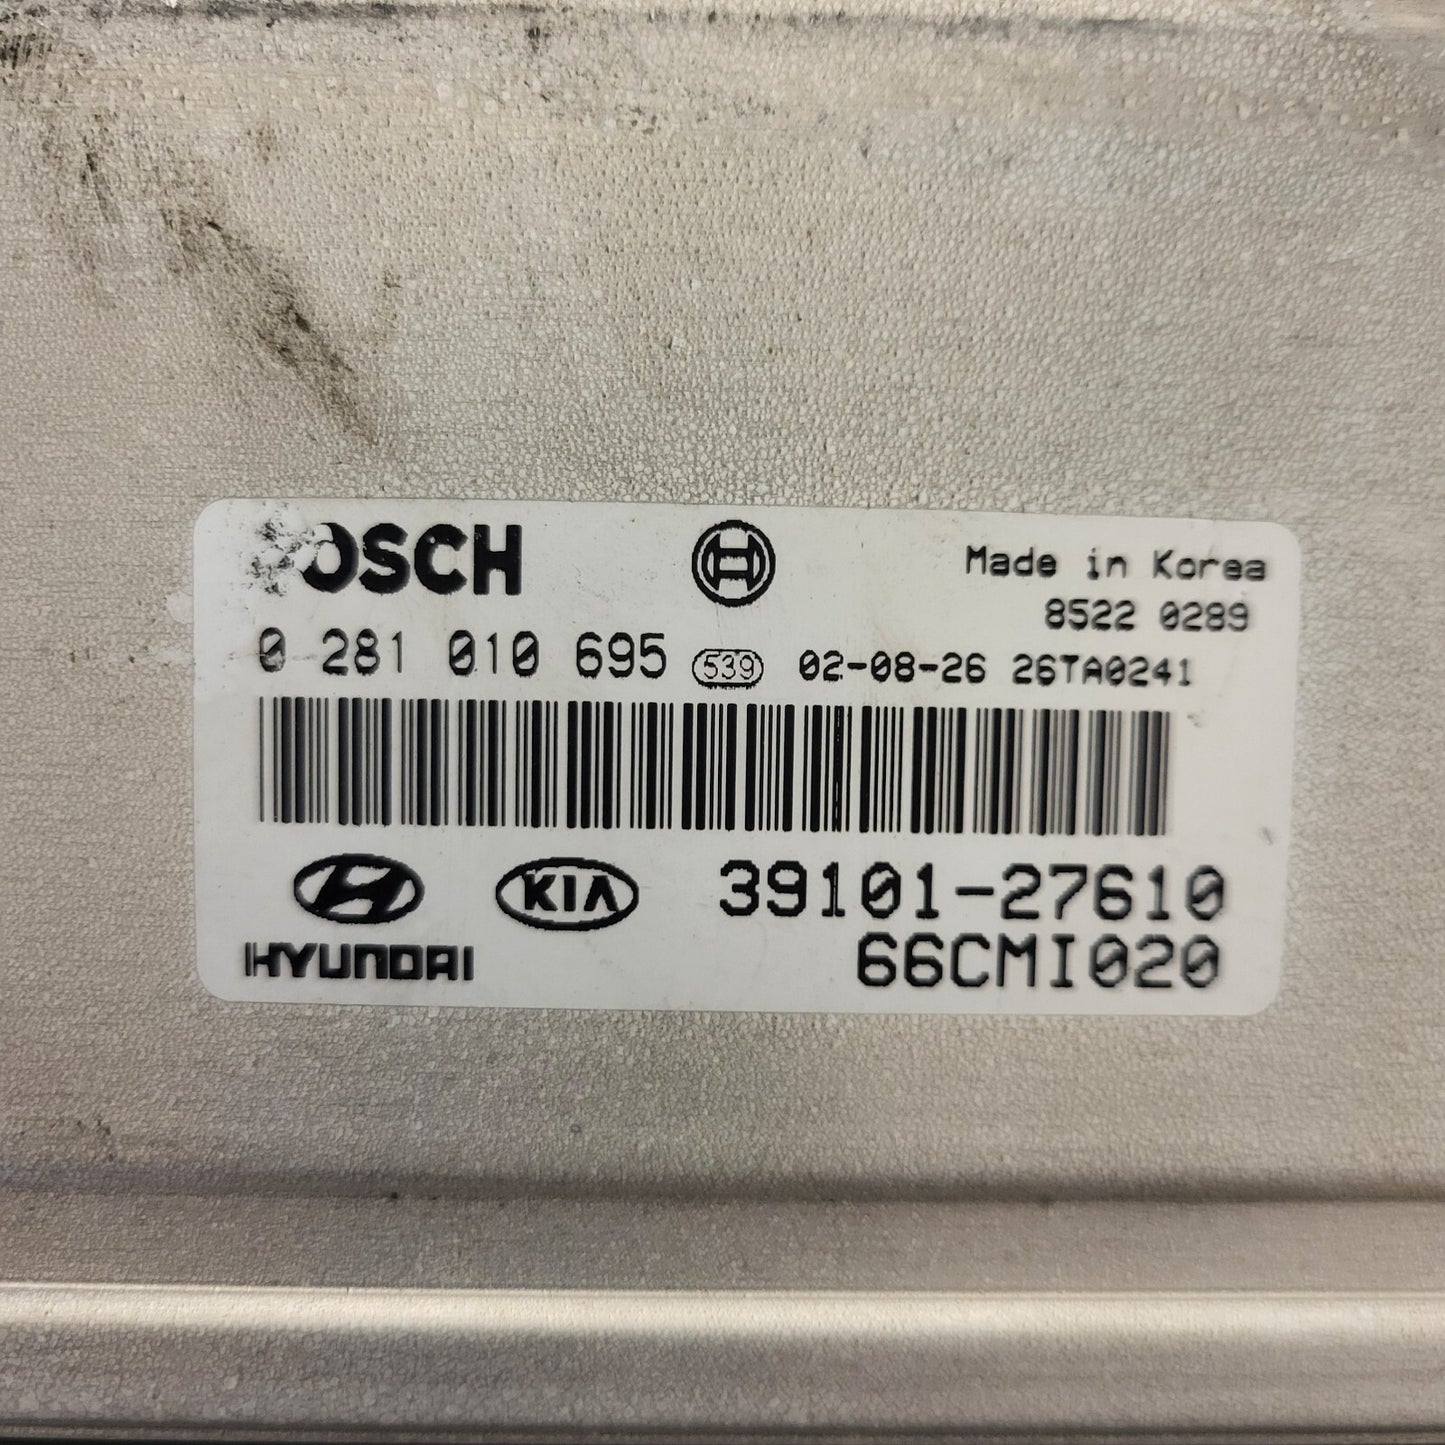 BOSCH
Made in Korea
8522 0289
0 281 010 695 539 02-08-26 26TA0241
KIA 39101-27610
HYUNDAI 66CMI020